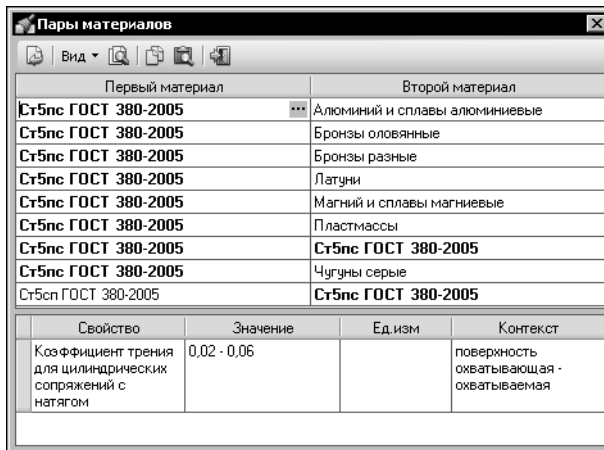 Пары материалов
Вид
Первый материал Второй материал
Ст5пс ГОСТ 380-2005 ... Алюминий и сплавы алюминиевые
Ст5пс ГОСТ 380-2005 Бронзы оловянные
Ст5пс ГОСТ 380-2005 Бронзы разные
Ст5пс ГОСТ 380-2005 Латуни
Ст5пс ГОСТ 380-2005 Магний и сплавы магниевые
Ст5пс ГОСТ 380-2005 Пластмассы
Ст5пс ГОСТ 380-2005 Ст5пс ГОСТ 380-2005
Ст5пс ГОСТ 380-2005 Чугуны серые
Ст5сп ГОСТ 380-2005 Ст5пс ГОСТ 380-2005
Свойство Значение Ед.изм Контекст
Коэффициент трения 0,02 - 0,06 поверхность
для цилиндрических охватывающая -
сопряжений с охватываемая
натягом